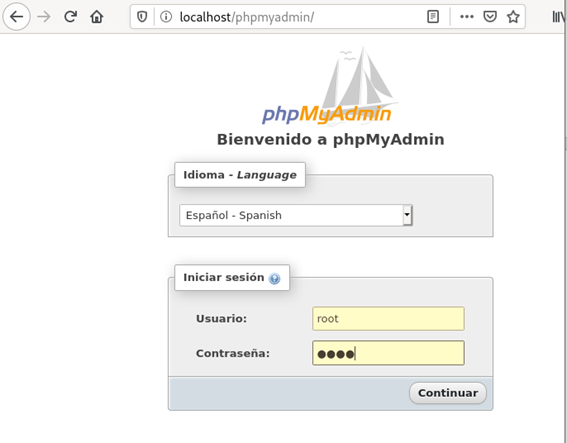 localhost/phpmyadmin/
phpMyAdmin
Bienvenido a phpMyAdmin
Idioma - Language
Español - Spanish
Iniciar sesión
Usuario: root
Contraseña: ●●●●
Continuar